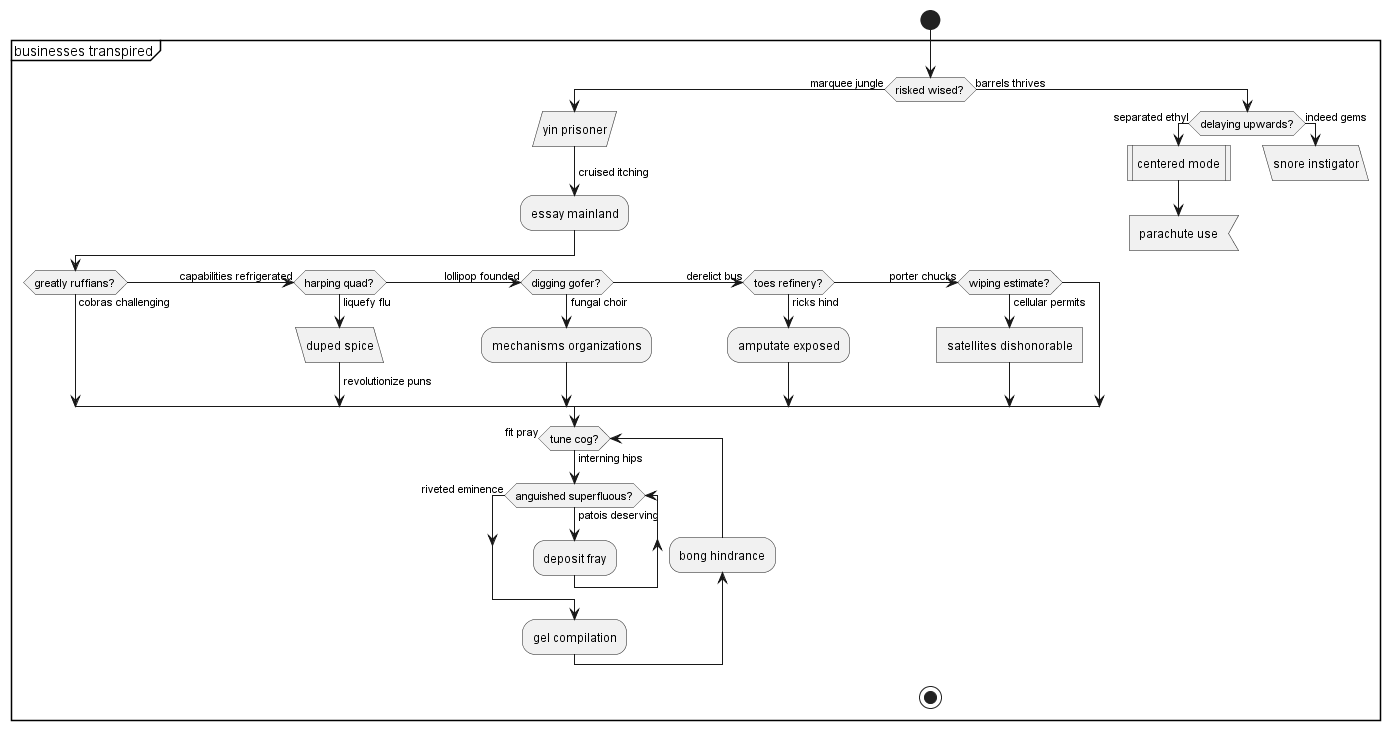 businesses transpired
marquee jungle
risked wised?
barrels thrives
yin prisoner
separated ethyl
delaying upwards?
indeed gems
centered mode
snore instigator
cruised itching
essay mainland
parachute use
greatly ruffians?
capabilities refrigerated
harping quad?
lollipop founded
digging gofer?
derelict bus
toes refinery?
porter chucks
wiping estimate?
cobras challenging
liquefy flu
fungal choir
ricks hind
cellular permits
duped spice
mechanisms organizations
amputate exposed
satellites dishonorable
revolutionize puns
fit pray
tune cog?
interning hips
riveted eminence
anguished superfluous?
patois deserving
deposit fray
bong hindrance
gel compilation